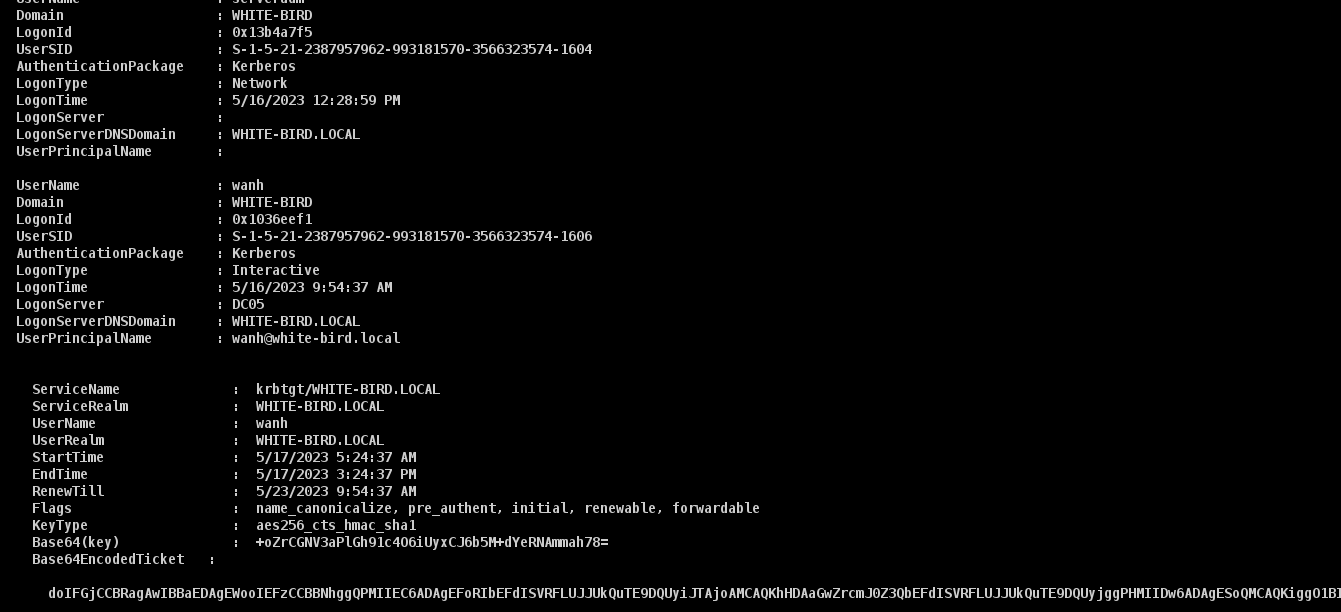 UserName : serveradm
Domain : WHITE-BIRD
LogonId : 0x13b4a7f5
UserSID : S-1-5-21-2387957962-993181570-3566323574-1604
AuthenticationPackage : Kerberos
LogonType : Network
LogonTime : 5/16/2023 12:28:59 PM
LogonServer :
LogonServerDNSDomain : WHITE-BIRD.LOCAL
UserPrincipalName :
UserName : wanh
Domain : WHITE-BIRD
LogonId : 0x1036eef1
UserSID : S-1-5-21-2387957962-993181570-3566323574-1606
AuthenticationPackage : Kerberos
LogonType : Interactive
LogonTime : 5/16/2023 9:54:37 AM
LogonServer : DC05
LogonServerDNSDomain : WHITE-BIRD.LOCAL
UserPrincipalName : wanh@white-bird.local
ServiceName : krbtgt/WHITE-BIRD.LOCAL
ServiceRealm : WHITE-BIRD.LOCAL
UserName : wanh
UserRealm : WHITE-BIRD.LOCAL
StartTime : 5/17/2023 5:24:37 AM
EndTime : 5/17/2023 3:24:37 PM
RenewTill : 5/23/2023 9:54:37 AM
Flags : name_canonicalize, pre_authent, initial, renewable, forwardable
KeyType : aes256_cts_hmac_sha1
Base64(key) : +oZrCGNV3aPlGh91c4O6iUyxCJ6b5M+dYeRNAmmah78=
Base64EncodedTicket :
doIFGjCCBRagAwIBBaEDAgEWooIEFzCCBBNhggQPMIIEC6ADAgEFoRIbEFdISVRFLUJJUkQuTE9DQUyiJTAjoAMCAQKhHDAaGwZrcmJ0Z3QbEFdISVRFLUJJUkQuTE9DQUyjggPHMIIDw6ADAgESoQMCAQKiggO1B